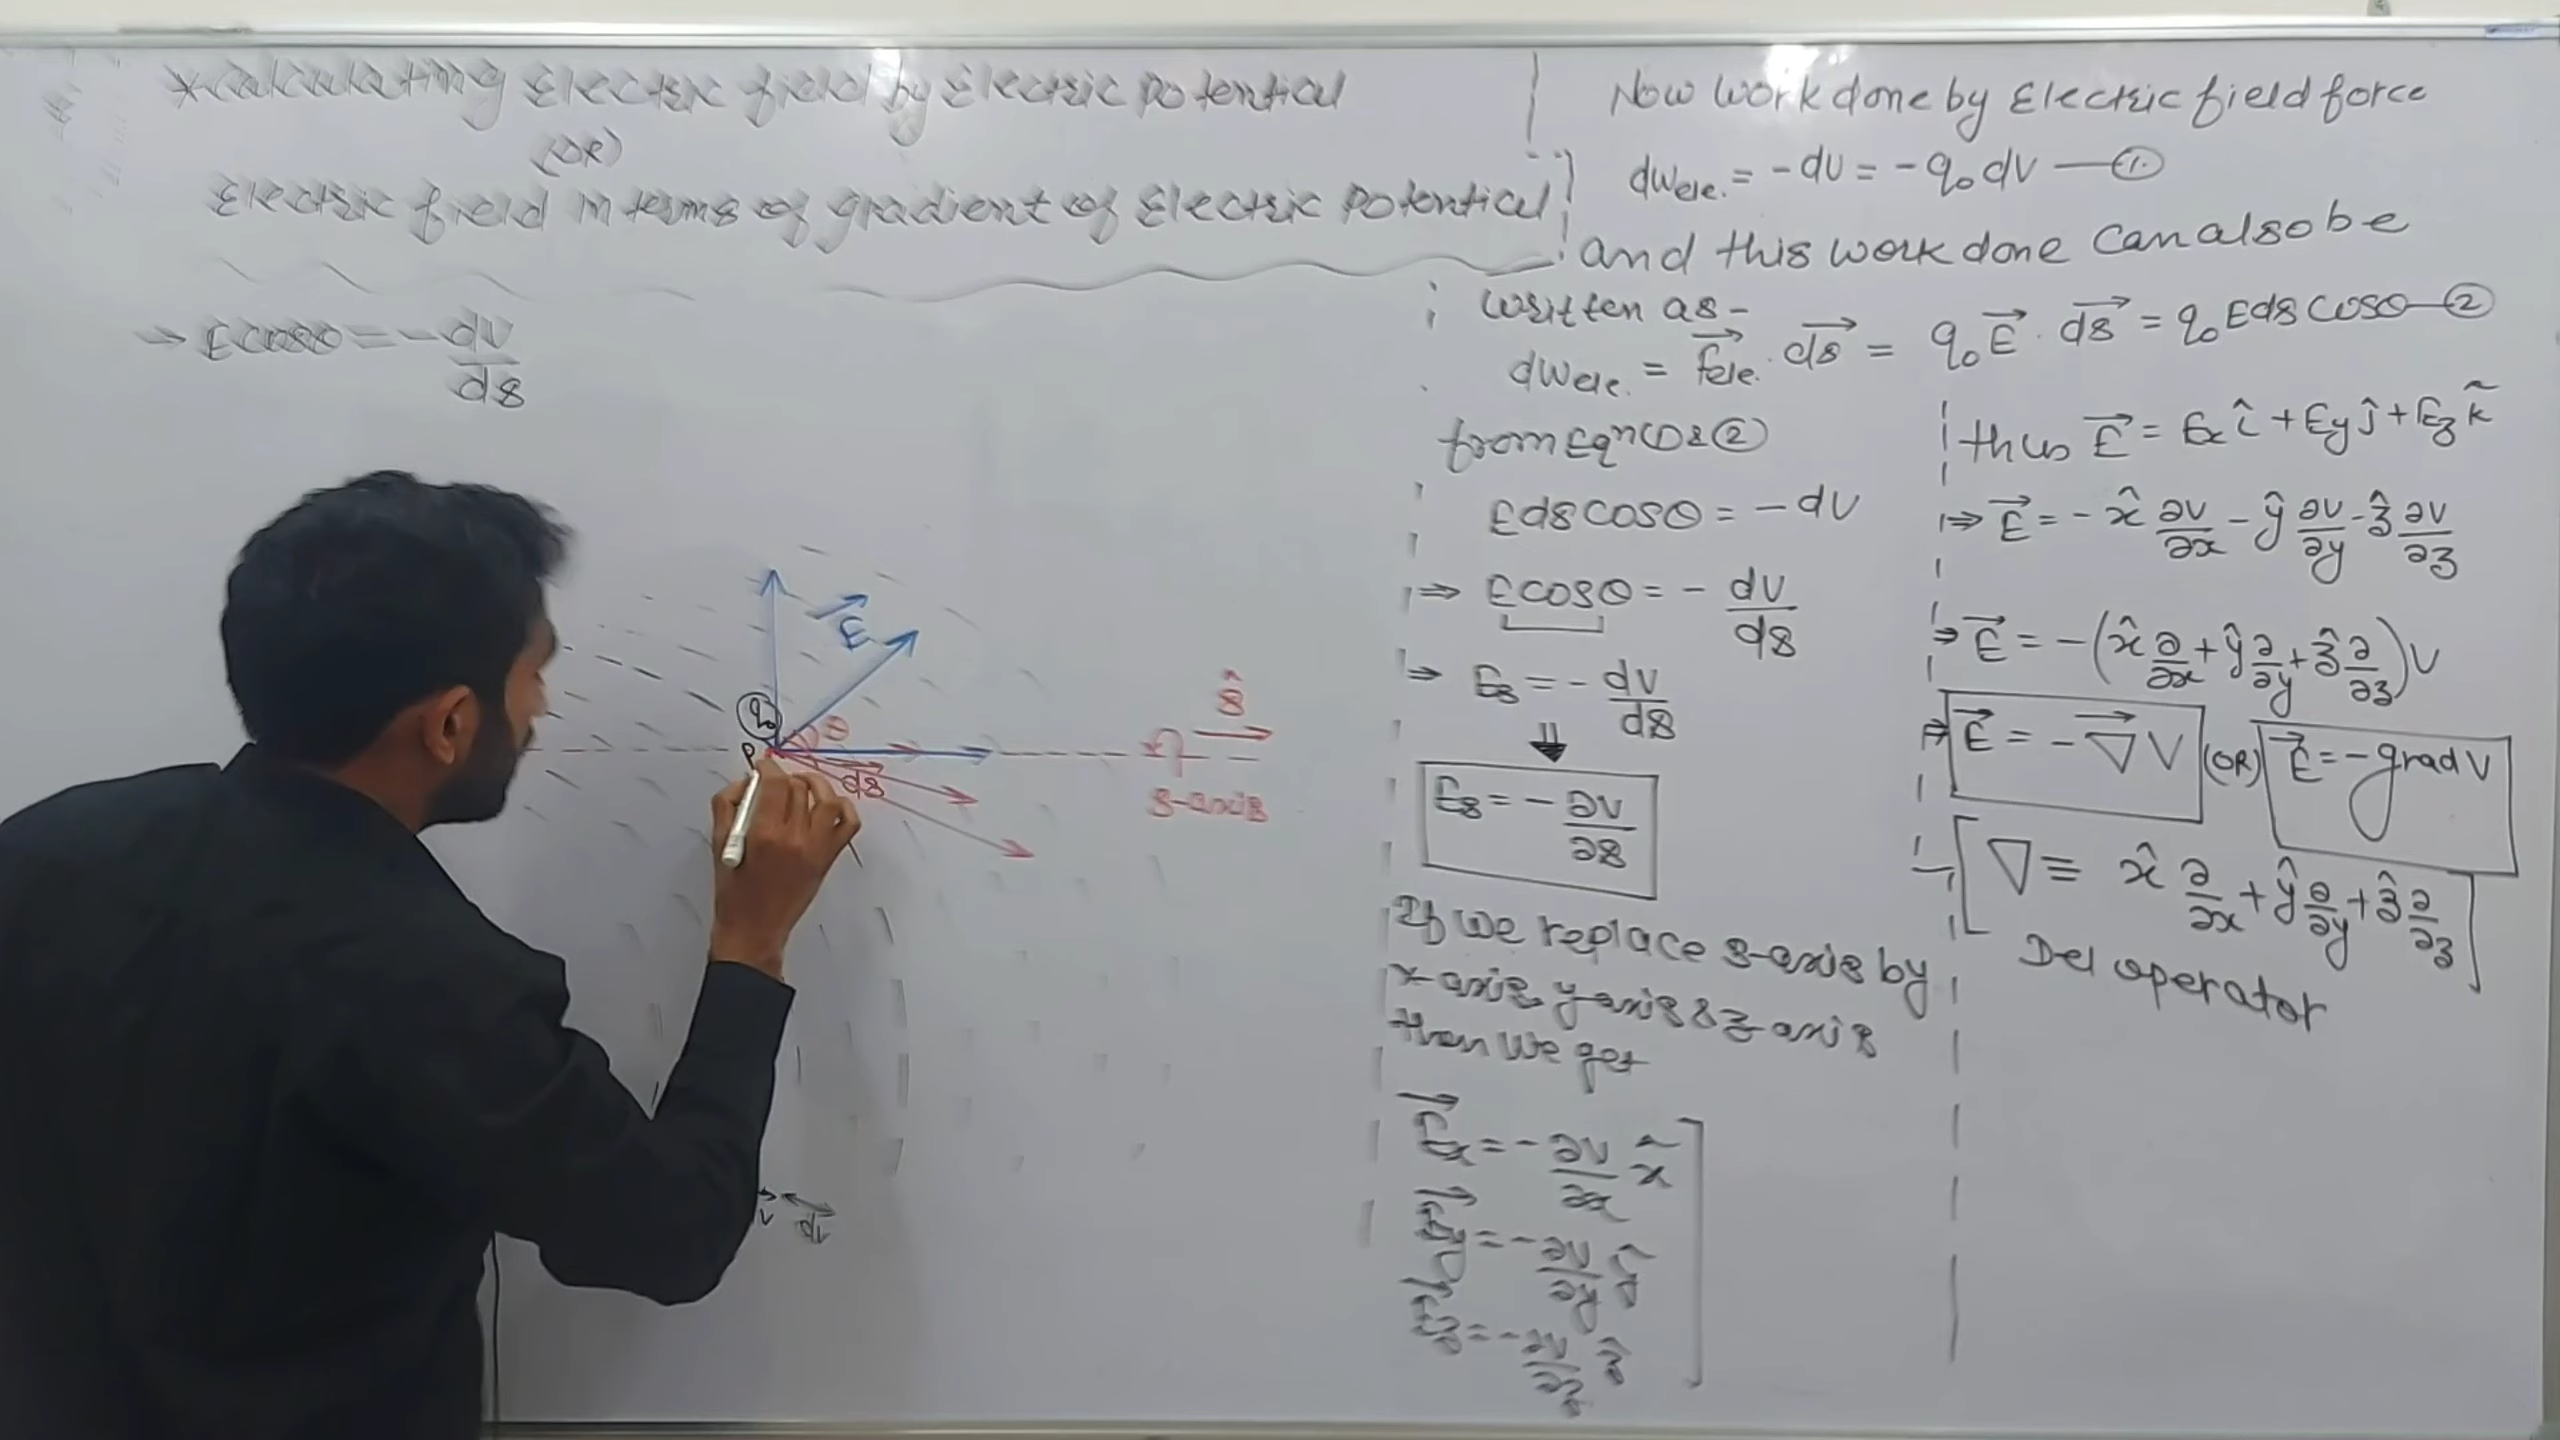 *Calculating Electric field by Electric Potential
(OR)
Electric field in terms of gradient of Electric Potential
→ E cosθ = - dV/ds
E⃗
q₀
θ
P
ds⃗
ŝ
s-axis
dV
Now work done by Electric field force
dWele. = -dU = -q₀ dV —①
and this work done can also be
written as -
dWele. = F⃗ele. . ds⃗ = q₀ E⃗ . ds⃗ = q₀ E ds cosθ —②
from Eqn ① & ②
E ds cosθ = - dV
⇒ E cosθ = - dV/ds
⇒ Es = - dV/ds
⇓
Es = - ∂V/∂s
If we replace s-axis by
x-axis, y-axis & z-axis
then we get
E⃗x = - ∂V/∂x x̂
E⃗y = - ∂V/∂y ŷ
E⃗z = - ∂V/∂z ẑ
thus E⃗ = Ex î + Ey ĵ + Ez k̂
⇒ E⃗ = - x̂ ∂V/∂x - ŷ ∂V/∂y - ẑ ∂V/∂z
⇒ E⃗ = - (x̂ ∂/∂x + ŷ ∂/∂y + ẑ ∂/∂z) V
⇒ E⃗ = - ∇⃗ V (OR) E⃗ = - grad V
[∇ ≡ x̂ ∂/∂x + ŷ ∂/∂y + ẑ ∂/∂z]
Del operator